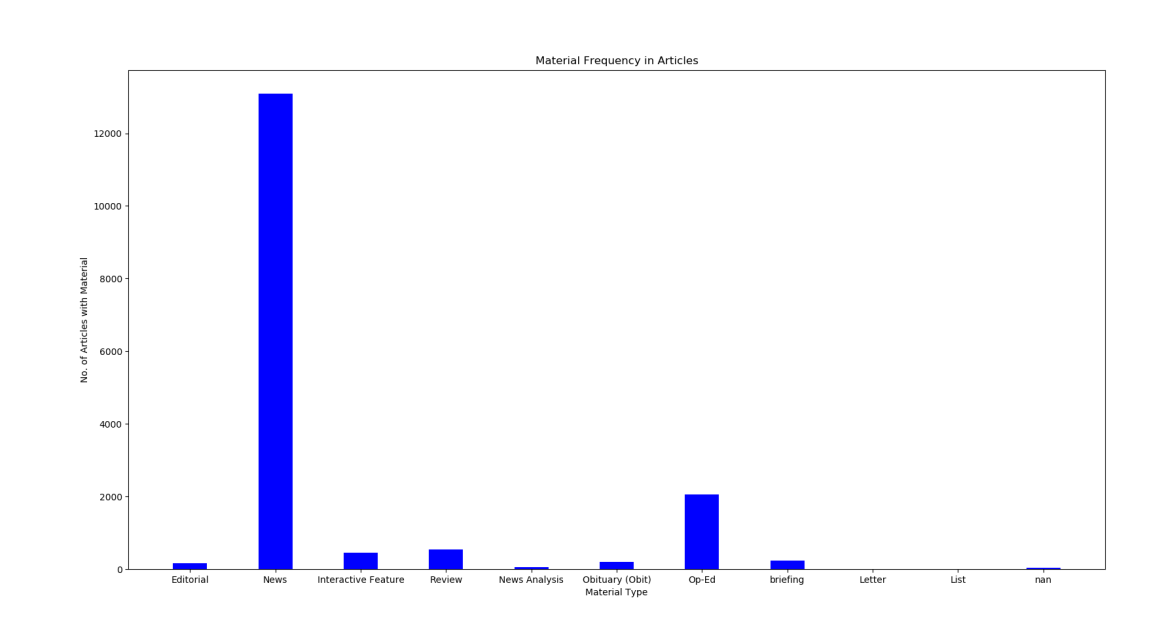 Material Frequency in Articles
No. of Articles with Material
12000
10000
8000
6000
4000
2000
0
Editorial News Interactive Feature Review News Analysis Obituary (Obit) Op-Ed briefing Letter List nan
Material Type